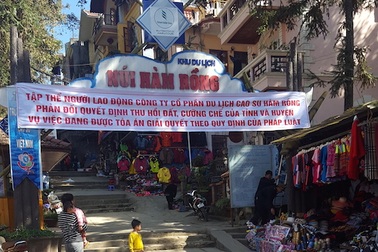 KHU DU LỊCH
NÚI HÀM RỒNG
TẬP THỂ NGƯỜI LAO ĐỘNG CÔNG TY CỔ PHẦN DU LỊCH CAO SU HÀM RỒNG
PHẢN ĐỐI QUYẾT ĐỊNH THU HỒI ĐẤT, CƯỠNG CHẾ CỦA TỈNH VÀ HUYỆN
VỤ VIỆC ĐANG ĐƯỢC TÒA ÁN GIẢI QUYẾT THEO QUY ĐỊNH CỦA PHÁP LUẬT